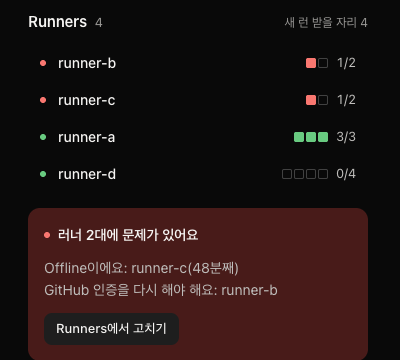 Runners 4 새 런 받을 자리 4
runner-b 1/2
runner-c 1/2
runner-a 3/3
runner-d 0/4
러너 2대에 문제가 있어요
Offline이에요: runner-c(48분째)
GitHub 인증을 다시 해야 해요: runner-b
Runners에서 고치기